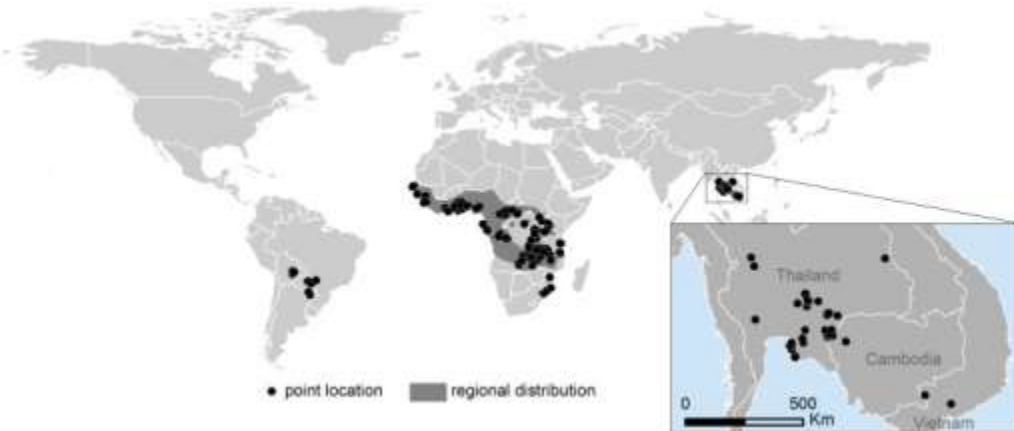 Thailand
Cambodia
Vietnam
0 500
Km
point location regional distribution